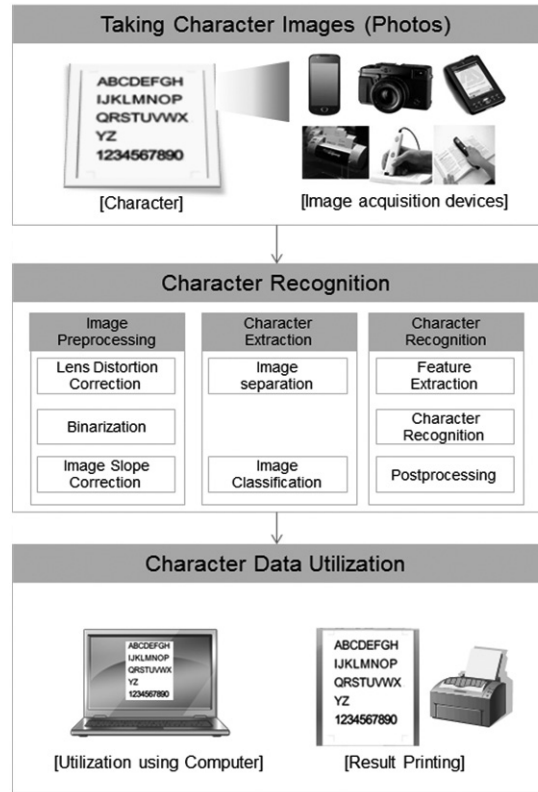 Taking Character Images (Photos)
ABCDEFGH
IJKLMNOP
QRSTUVWX
YZ
1234567890
[Character]
[Image acquisition devices]
Character Recognition
Image
Preprocessing
Lens Distortion
Correction
Binarization
Image Slope
Correction
Character
Extraction
Image
separation
Image
Classification
Character
Recognition
Feature
Extraction
Character
Recognition
Postprocessing
Character Data Utilization
ABCDEFGH
IJKLMNOP
QRSTUVWX
YZ
1234567890
[Utilization using Computer]
ABCDEFGH
IJKLMNOP
QRSTUVWX
YZ
1234567890
[Result Printing]